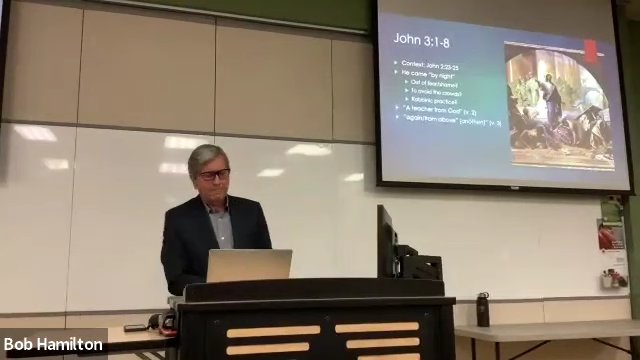 John 3:1-8
Context: John 2:23-25
He came "by night"
Out of fear/shame?
To avoid the crowds?
Rabbinic practice?
"A teacher from God" (v. 2)
"again/from above" (v. 3)
Bob Hamilton